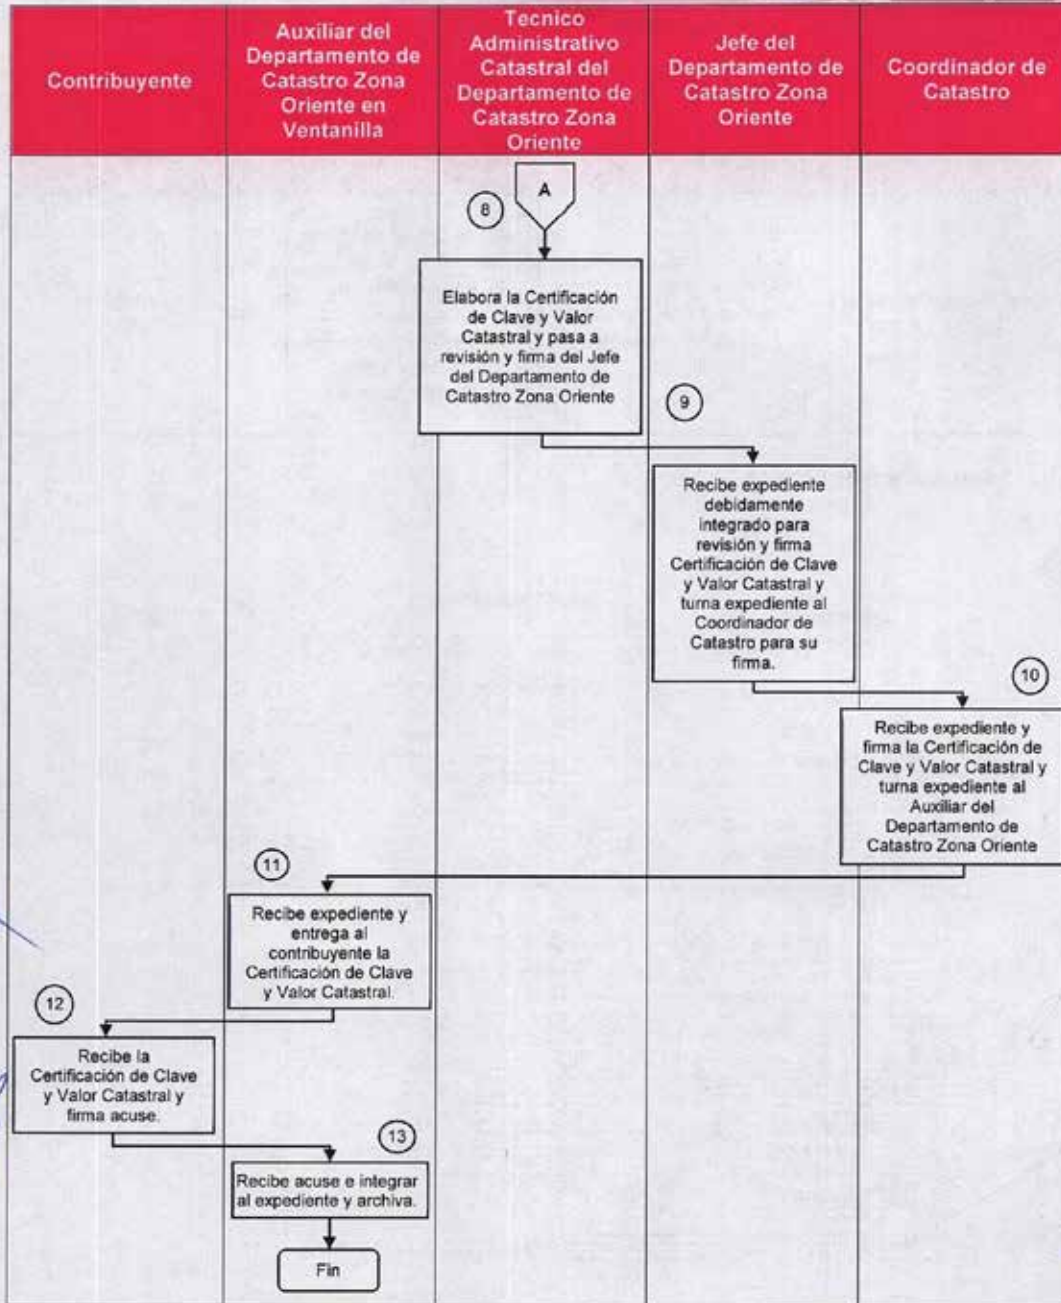 Contribuyente
Auxiliar del
Departamento de
Catastro Zona
Oriente en
Ventanilla
Tecnico
Administrativo
Catastral del
Departamento de
Catastro Zona
Oriente
Jefe del
Departamento de
Catastro Zona
Oriente
Coordinador de
Catastro
A
8
Elabora la Certificación
de Clave y Valor
Catastral y pasa a
revisión y firma del Jefe
del Departamento de
Catastro Zona Oriente
9
Recibe expediente
debidamente
integrado para
revisión y firma
Certificación de Clave
y Valor Catastral y
turna expediente al
Coordinador de
Catastro para su
firma.
10
Recibe expediente y
firma la Certificación de
Clave y Valor Catastral y
turna expediente al
Auxiliar del
Departamento de
Catastro Zona Oriente
11
Recibe expediente y
entrega al
contribuyente la
Certificación de Clave
y Valor Catastral.
12
Recibe la
Certificación de Clave
y Valor Catastral y
firma acuse.
13
Recibe acuse e integrar
al expediente y archiva.
Fin